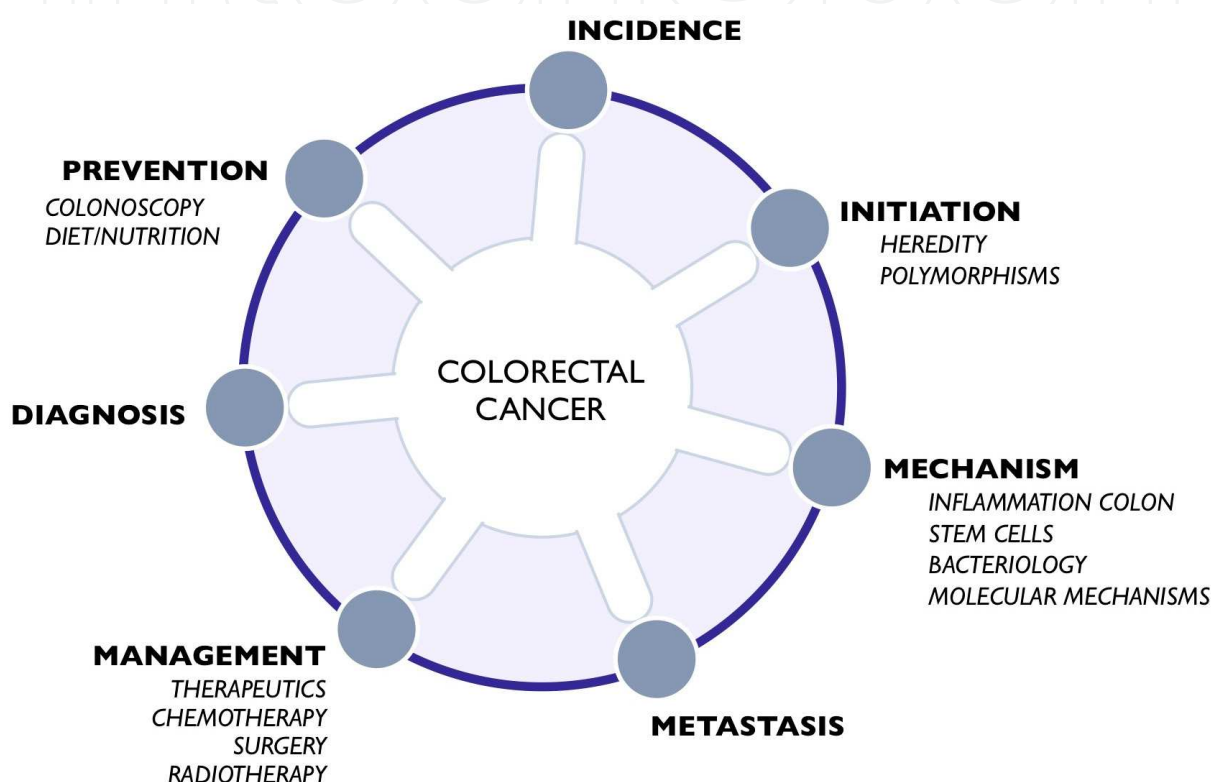 INCIDENCE
INITIATION
HEREDITY
POLYMORPHISMS
MECHANISM
INFLAMMATION COLON
STEM CELLS
BACTERIOLOGY
MOLECULAR MECHANISMS
METASTASIS
MANAGEMENT
THERAPEUTICS
CHEMOTHERAPY
SURGERY
RADIOTHERAPY
DIAGNOSIS
PREVENTION
COLONOSCOPY
DIET/NUTRITION
COLORECTAL
CANCER